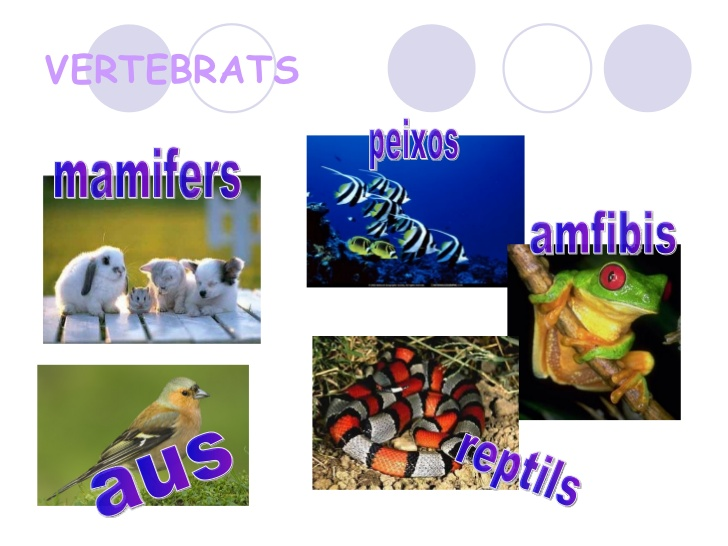 VERTEBRATS
peixos
mamifers
amfibis
aus
reptils